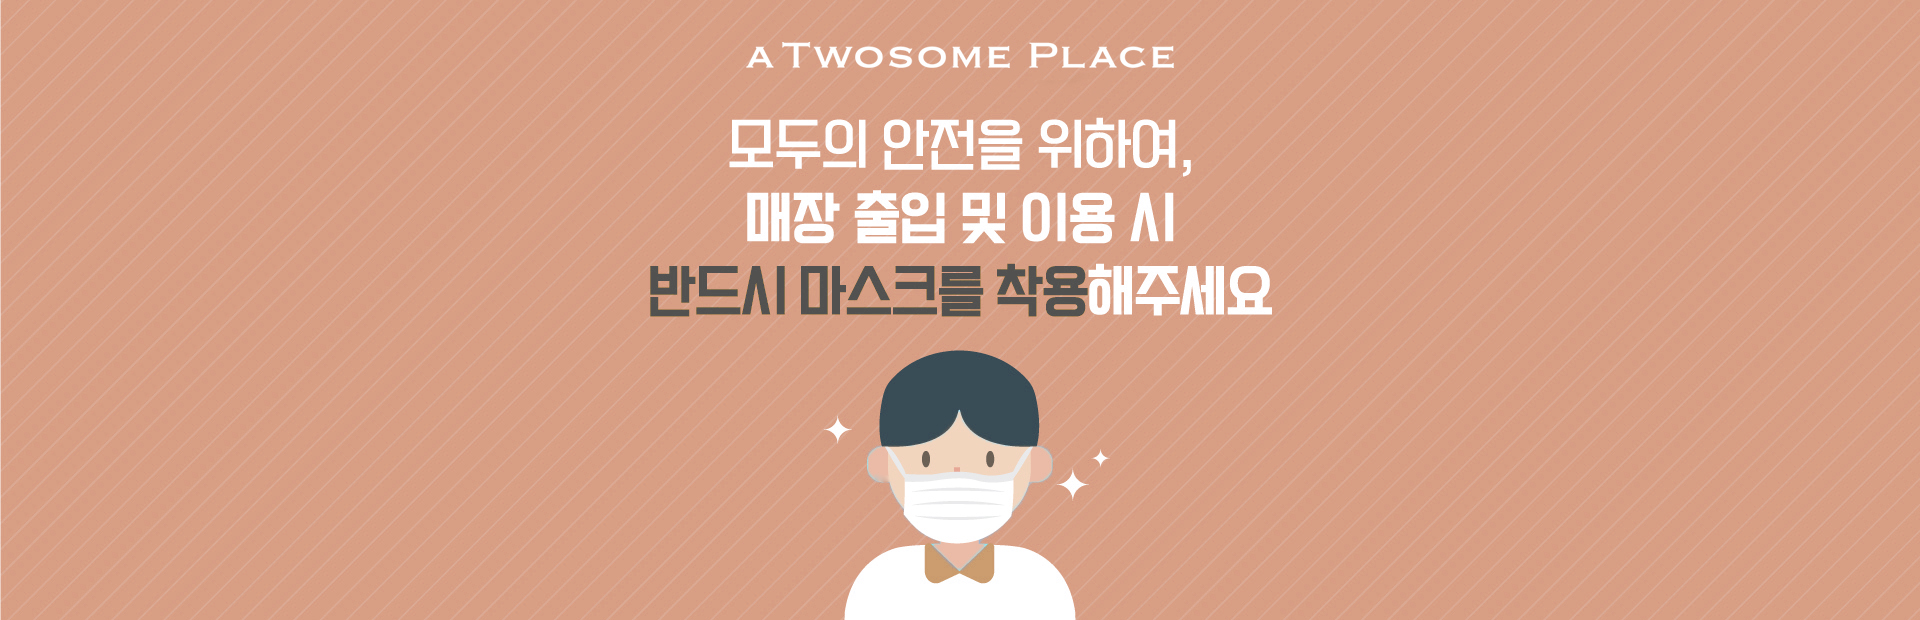 A TWOSOME PLACE
모두의 안전을 위하여,
매장 출입 및 이용 시
반드시 마스크를 착용해주세요